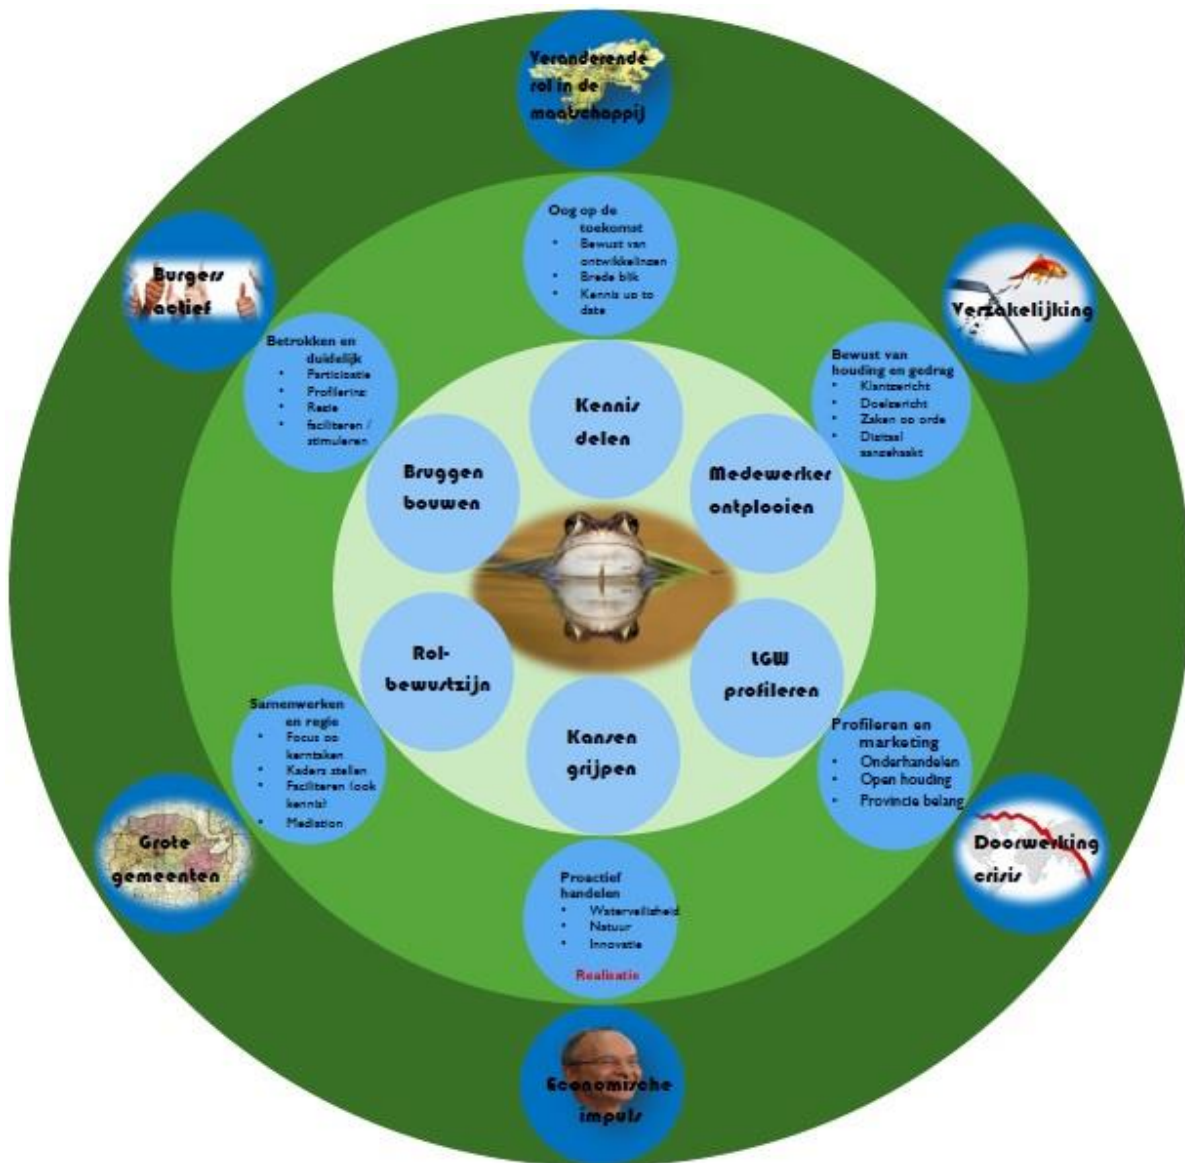 Veranderende
rol in de
maatschappij
Burgers
actief
Verzakelijking
Oog op de
toekomst
• Bewust van
ontwikkelingen
• Brede blik
• Kennis up to
date
Betrokken en
duidelijk
• Participatie
• Profilering
• Regie
• faciliteren /
stimuleren
Bewust van
houding en gedrag
• Klantgericht
• Doelgericht
• Zaken op orde
• Digitaal
aangehaakt
Kennis
delen
Bruggen
bouwen
Medewerker
ontplooien
Rol-
bewustzijn
LGW
profileren
Kansen
grijpen
Samenwerken
en regie
• Focus op
kerntaken
• Kaders stellen
• Faciliteren (ook
kennis)
• Mediation
Profileren en
marketing
• Onderhandelen
• Open houding
• Provincie belang
Grote
gemeenten
Doorwerking
crisis
Proactief
handelen
• Waterveiligheid
• Natuur
• Innovatie
Realisatie
Economische
impuls